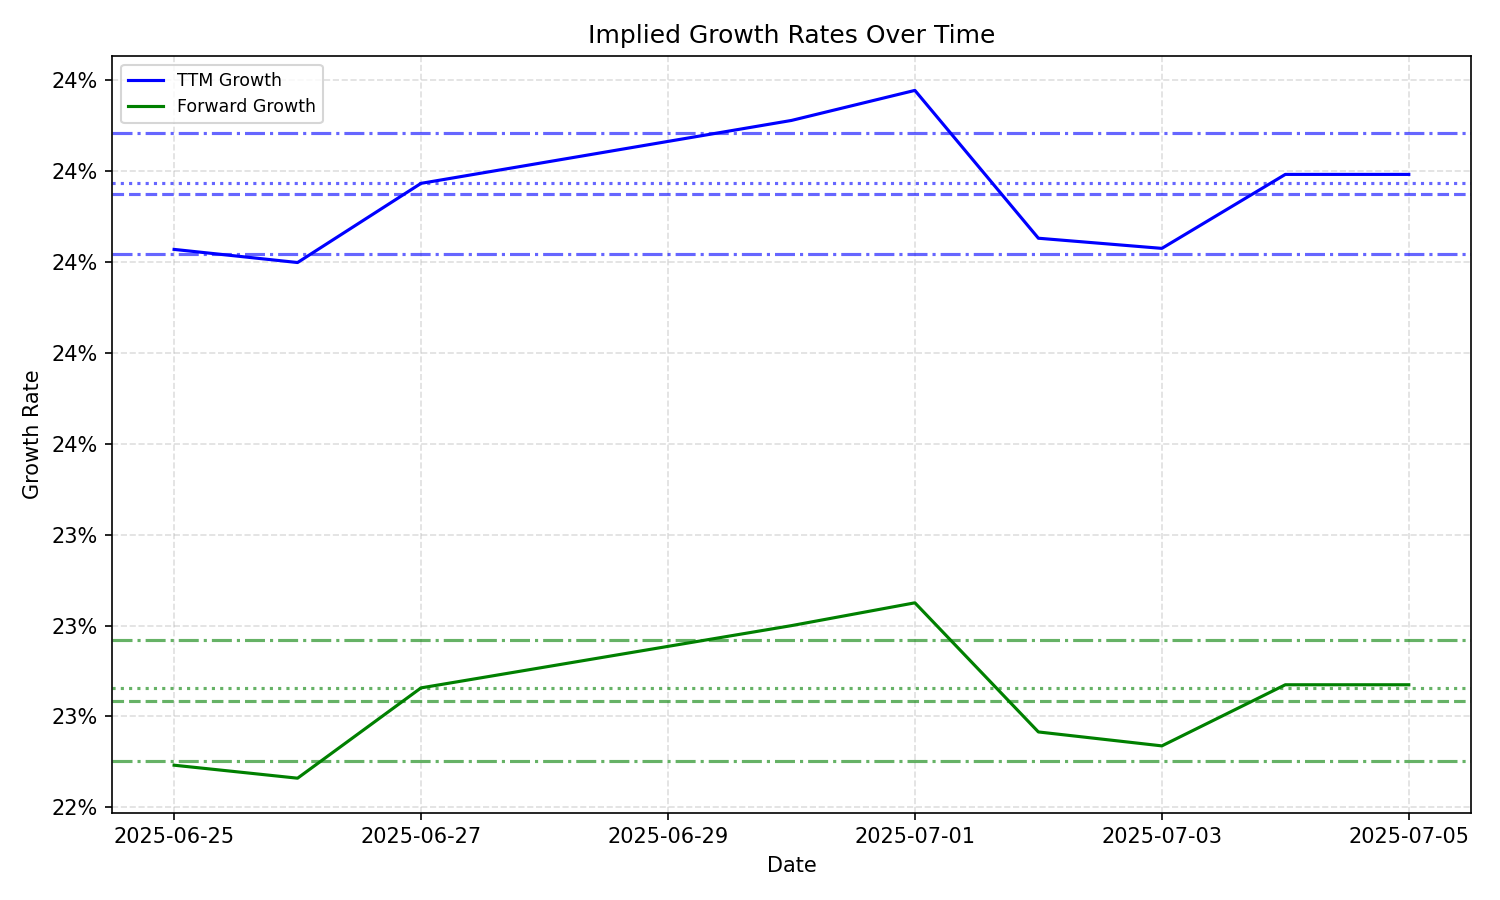 Implied Growth Rates Over Time
TTM Growth
Forward Growth
24%
24%
24%
24%
24%
23%
23%
23%
22%
Growth Rate
2025-06-25 2025-06-27 2025-06-29 2025-07-01 2025-07-03 2025-07-05
Date